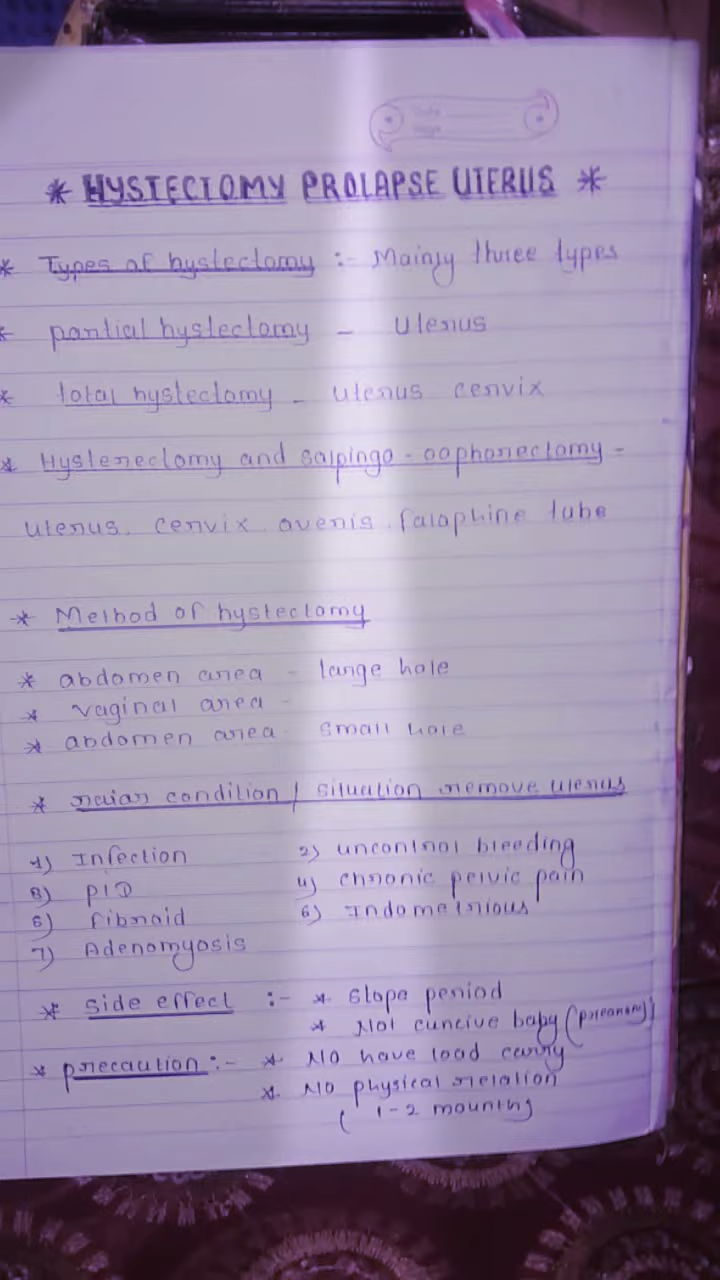 * HYSTECTOMY PROLAPSE UTERUS *
* Types of hystectomy :- Mainly three types
* partial hystectomy - Uterus
* total hystectomy - uterus cervix
* Hysterectomy and salpingo - oophorectomy -
uterus. cervix overis. falophine tube
* Method of hystectomy
* abdomen area - large hole
* vaginal area -
* abdomen area small hole
* condition / situation remove uterus
1) Infection 2) uncontrol bleeding
3) PID 4) chronic pelvic pain
5) fibroid 6) Indometrious
7) Adenomyosis
* side effect :- * Slope period
* Not cuncive baby
* precaution :- * No have load carry
* No physical relation
( 1-2